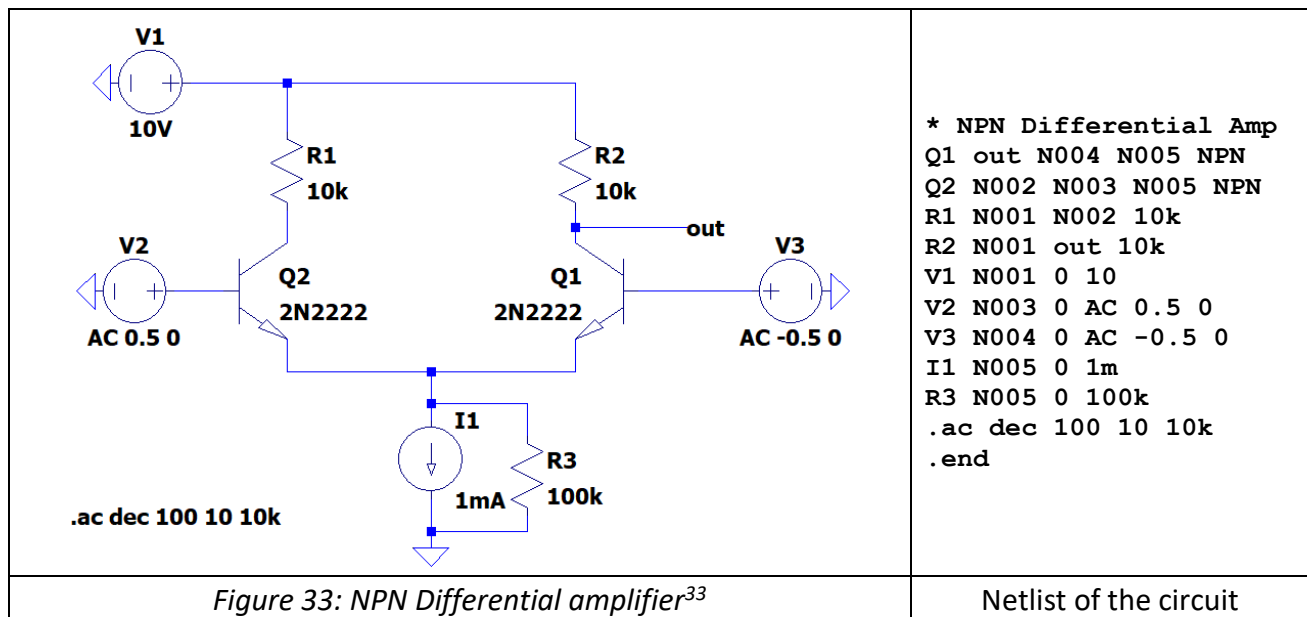 V1
10V
R1
10k
R2
10k
out
V2
AC 0.5 0
Q2
2N2222
Q1
2N2222
V3
AC -0.5 0
I1
1mA
R3
100k
.ac dec 100 10 10k
* NPN Differential Amp
Q1 out N004 N005 NPN
Q2 N002 N003 N005 NPN
R1 N001 N002 10k
R2 N001 out 10k
V1 N001 0 10
V2 N003 0 AC 0.5 0
V3 N004 0 AC -0.5 0
I1 N005 0 1m
R3 N005 0 100k
.ac dec 100 10 10k
.end
Figure 33: NPN Differential amplifier33
Netlist of the circuit